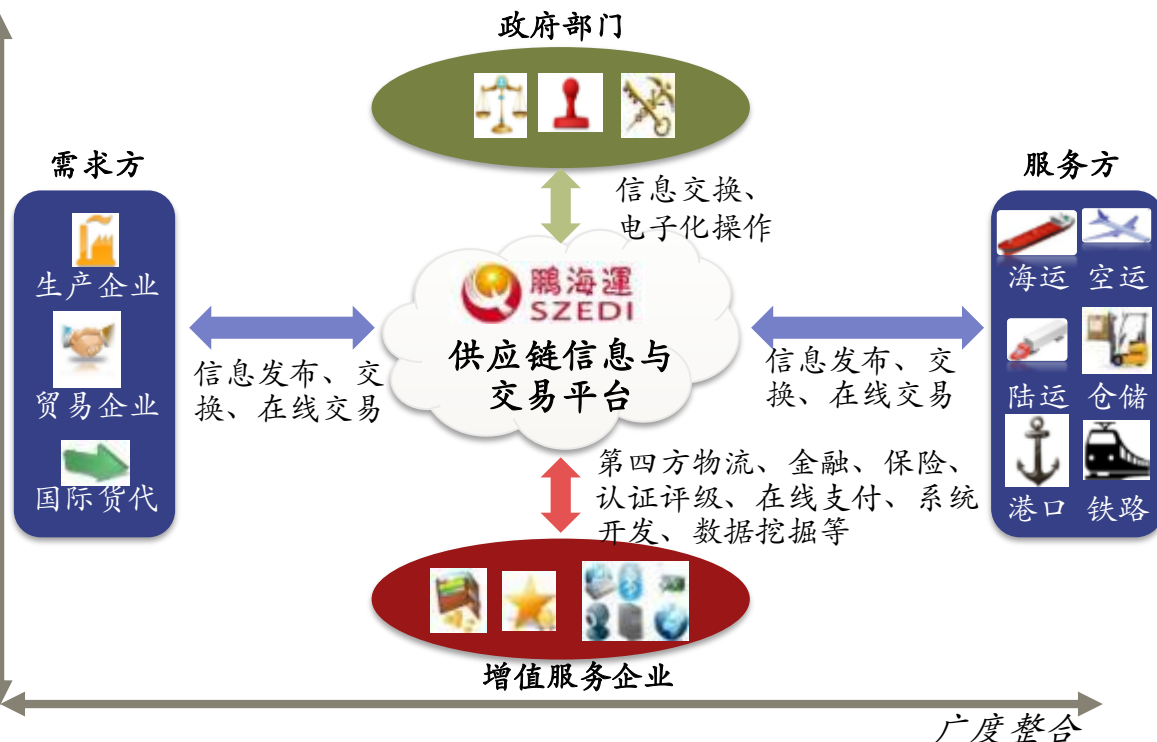 政府部门
信息交换、
电子化操作
需求方
生产企业
贸易企业
国际货代
信息发布、交
换、在线交易
鹏海運
SZEDI
供应链信息与
交易平台
信息发布、交
换、在线交易
服务方
海运 空运
陆运 仓储
港口 铁路
第四方物流、金融、保险、
认证评级、在线支付、系统
开发、数据挖掘等
增值服务企业
广度整合